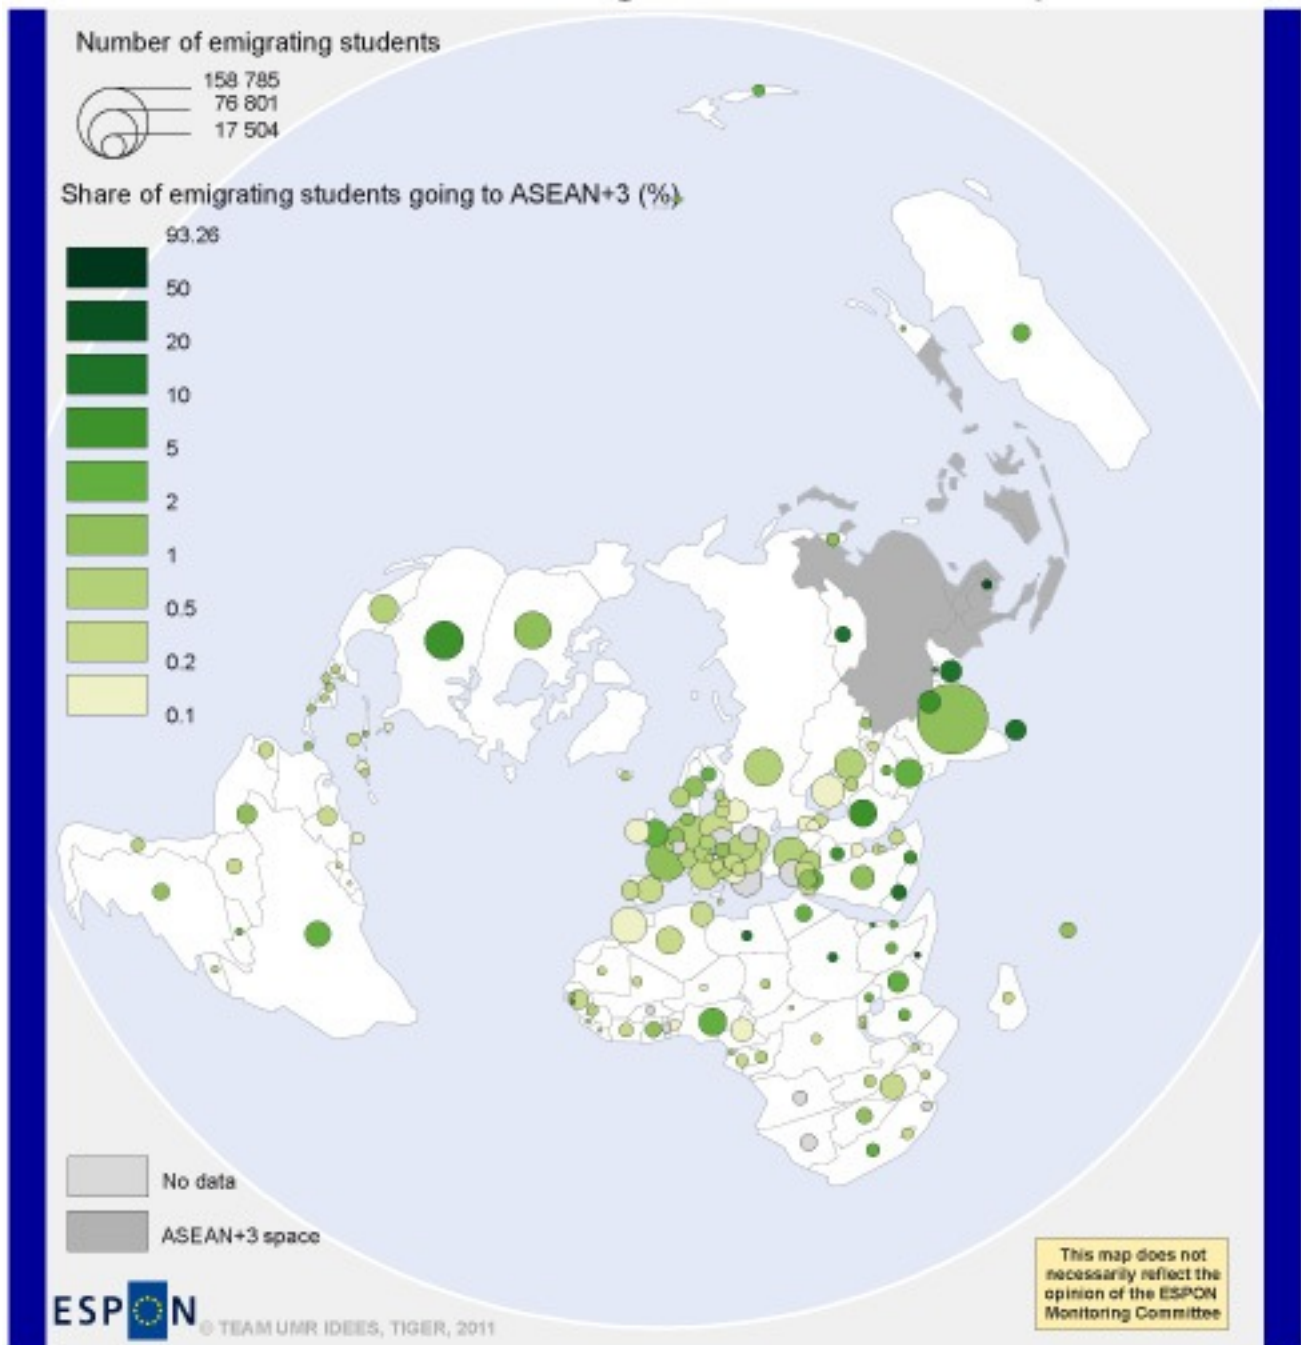 Number of emigrating students
158 785
76 801
17 504
Share of emigrating students going to ASEAN+3 (%)
93.26
50
20
10
5
2
1
0.5
0.2
0.1
No data
ASEAN+3 space
This map does not
necessarily reflect the
opinion of the ESPON
Monitoring Committee
ESPON
© TEAM UMR IDEES, TIGER, 2011